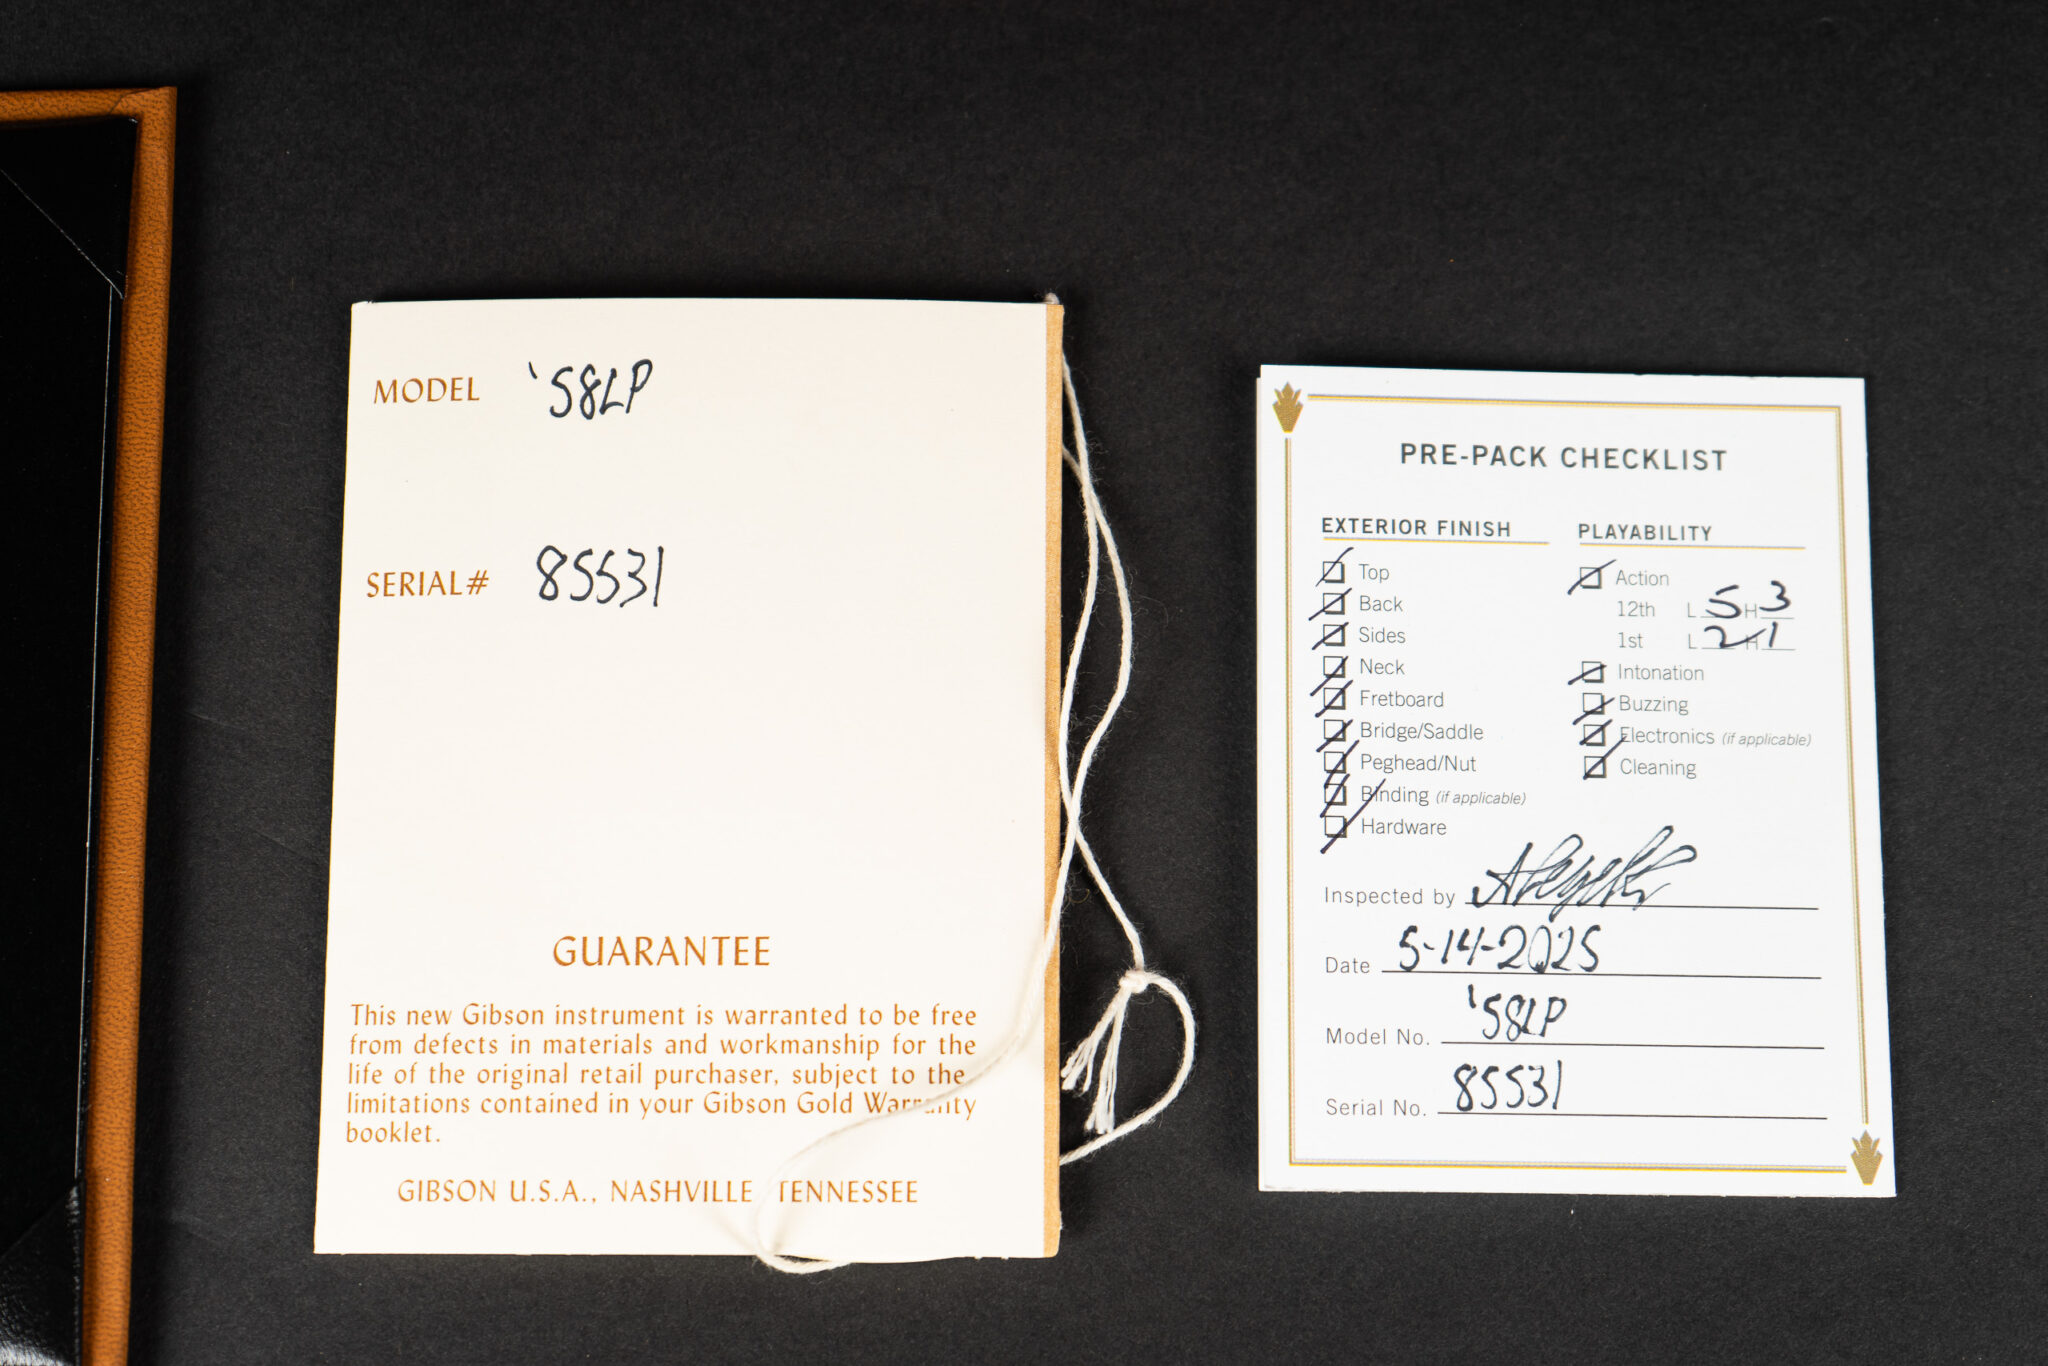 MODEL '58LP
SERIAL# 85531
GUARANTEE
This new Gibson instrument is warranted to be free
from defects in materials and workmanship for the
life of the original retail purchaser, subject to the
limitations contained in your Gibson Gold Warranty
booklet.
GIBSON U.S.A., NASHVILLE TENNESSEE
PRE-PACK CHECKLIST
EXTERIOR FINISH
Top
Back
Sides
Neck
Fretboard
Bridge/Saddle
Peghead/Nut
Binding (if applicable)
Hardware
PLAYABILITY
Action
12th L 5 H 3
1st L 2 H 1
Intonation
Buzzing
Electronics (if applicable)
Cleaning
Inspected by
Date 5-14-2025
Model No. '58LP
Serial No. 85531